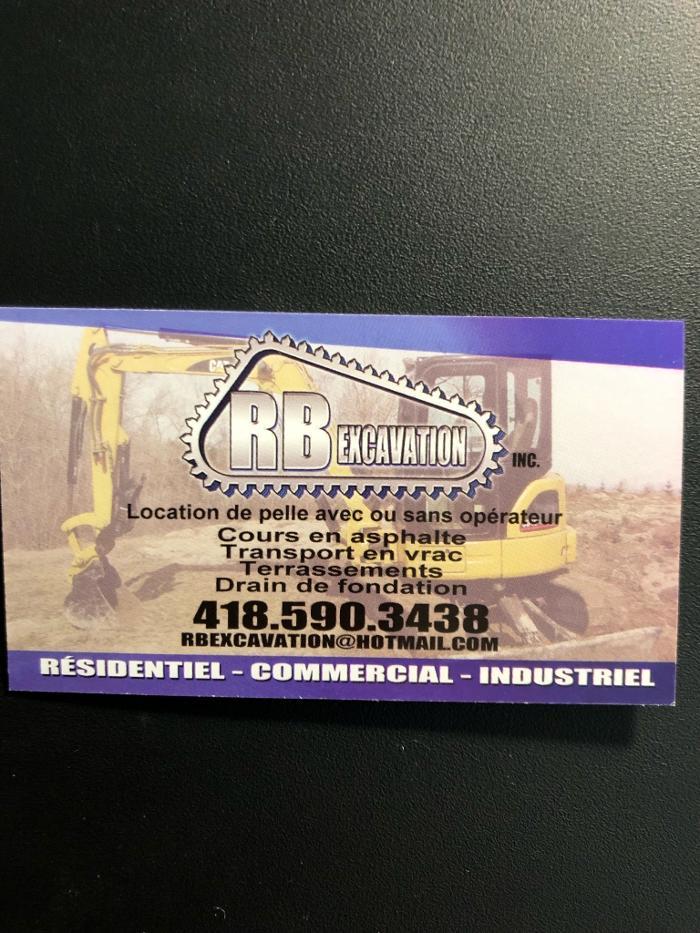 CA
RB EXCAVATION INC.
Location de pelle avec ou sans opérateur
Cours en asphalte
Transport en vrac
Terrassements
Drain de fondation
418.590.3438
RBEXCAVATION@HOTMAIL.COM
RÉSIDENTIEL - COMMERCIAL - INDUSTRIEL